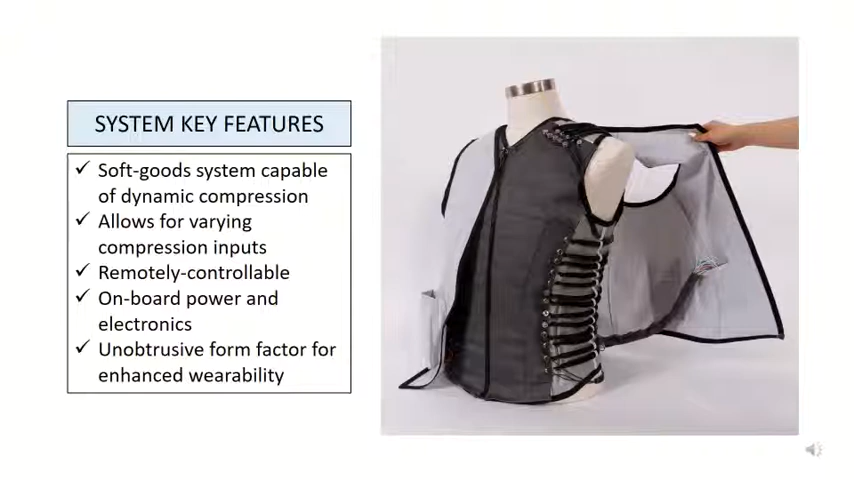 SYSTEM KEY FEATURES
✓ Soft-goods system capable
of dynamic compression
✓ Allows for varying
compression inputs
✓ Remotely-controllable
✓ On-board power and
electronics
✓ Unobtrusive form factor for
enhanced wearability